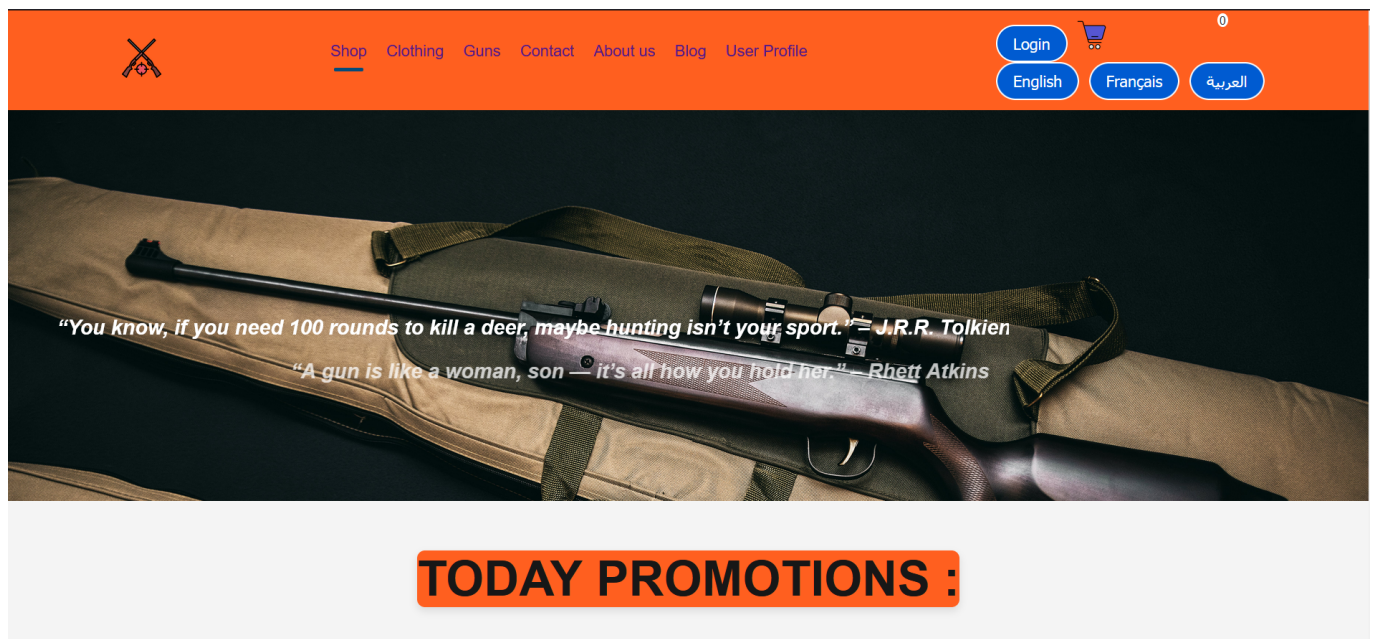 Shop Clothing Guns Contact About us Blog User Profile
Login
0
English Français العربية
“You know, if you need 100 rounds to kill a deer, maybe hunting isn’t your sport.” – J.R.R. Tolkien
“A gun is like a woman, son — it’s all how you hold her.” – Rhett Atkins
TODAY PROMOTIONS :